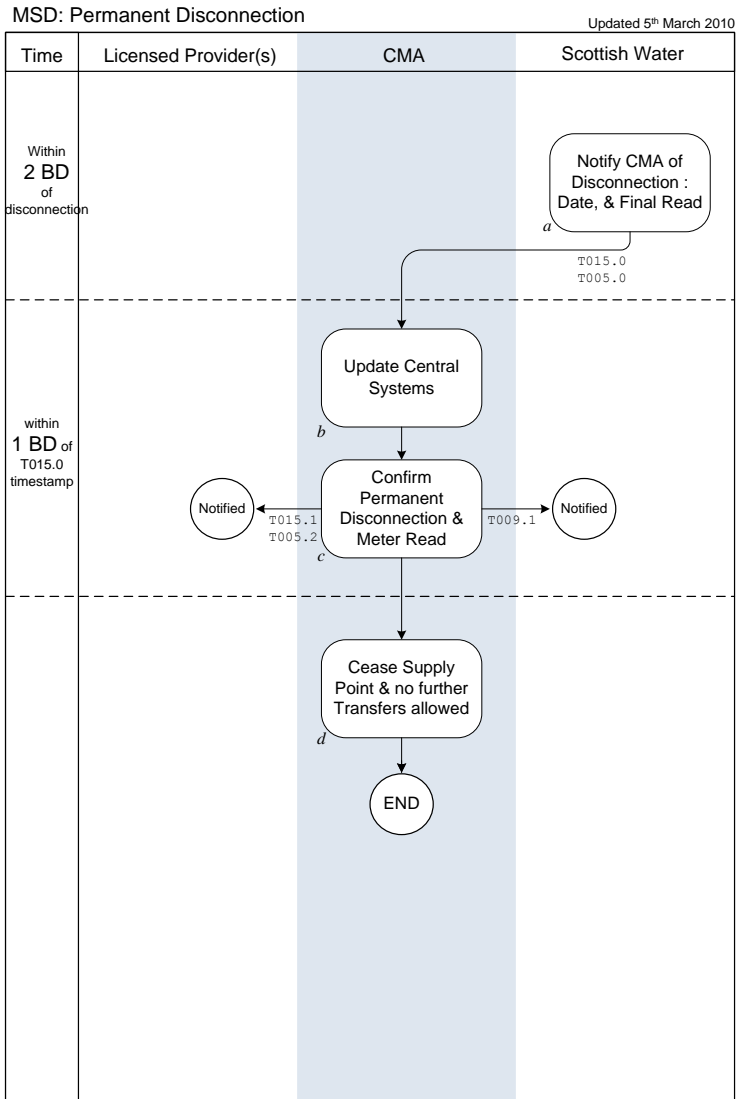 MSD: Permanent Disconnection
Updated 5th March 2010
Time
Licensed Provider(s)
CMA
Scottish Water
Within
2 BD
of
disconnection
Notify CMA of
Disconnection :
Date, & Final Read
a
T015.0
T005.0
within
1 BD of
T015.0
timestamp
Update Central
Systems
b
Confirm
Permanent
Disconnection &
Meter Read
c
Notified
T015.1
T005.2
T009.1
Notified
Cease Supply
Point & no further
Transfers allowed
d
END